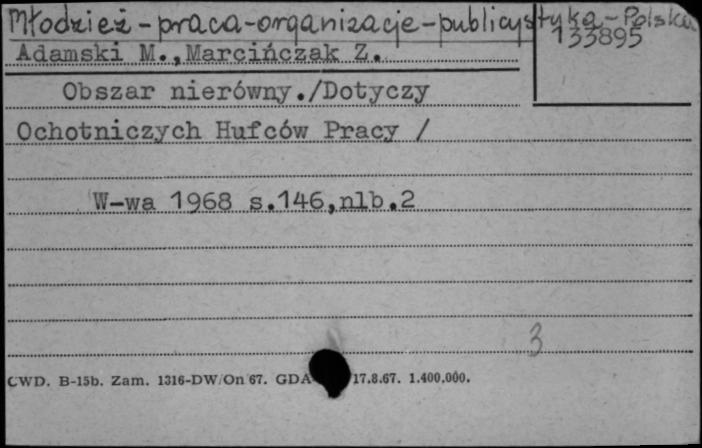 Młodzież - praca - organizacje - publicystyka - Polska
133895
Adamski M., Marcińczak Z.
Obszar nierówny./Dotyczy
Ochotniczych Hufców Pracy /
W-wa 1968 s.146,nlb.2
3
CWD. B-15b. Zam. 1316-DW/On/67. GDA 17.8.67. 1.400.000.